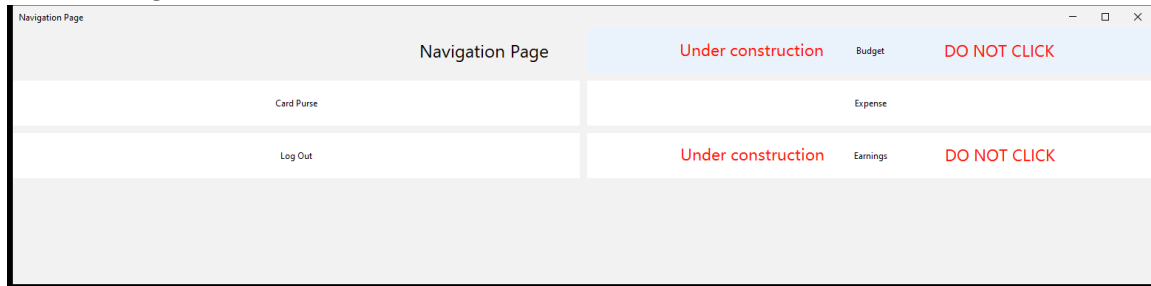 Navigation Page
Navigation Page
Under construction Budget DO NOT CLICK
Card Purse
Expense
Log Out
Under construction Earnings DO NOT CLICK